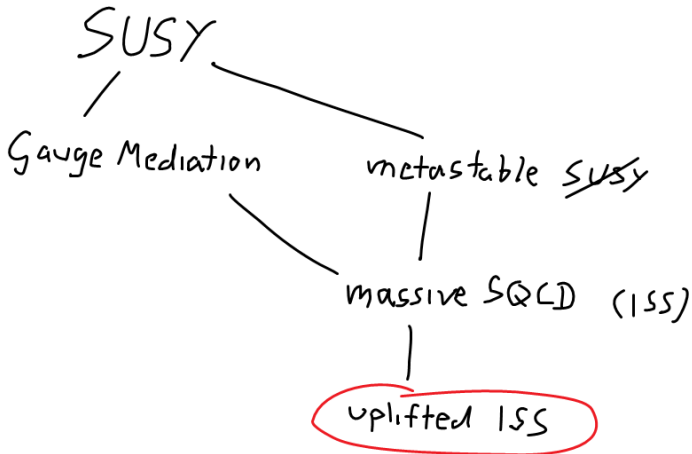 SUSY
Gauge Mediation
metastable SUSY
massive SQCD (ISS)
uplifted ISS